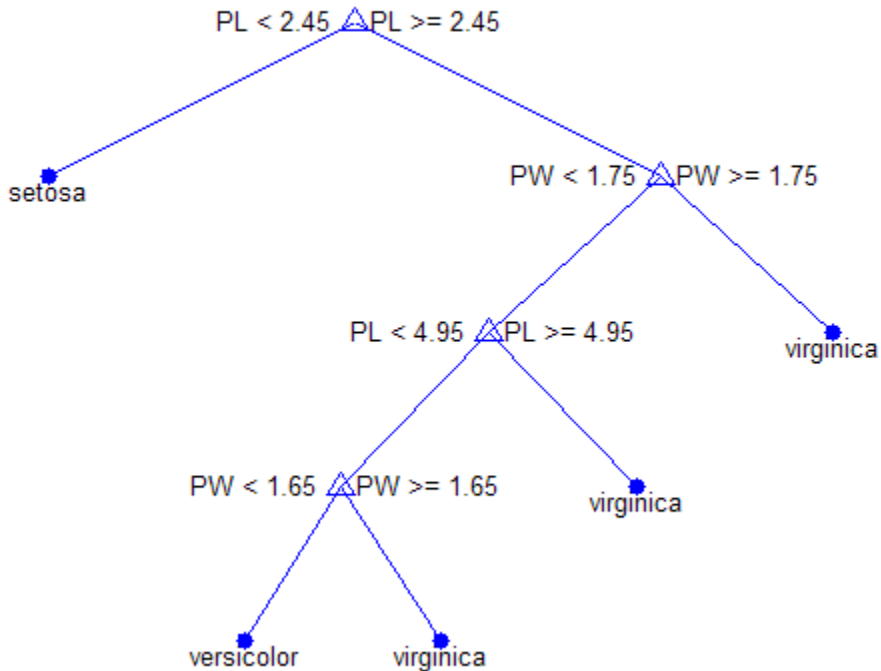 PL < 2.45 PL >= 2.45
setosa
PW < 1.75 PW >= 1.75
PL < 4.95 PL >= 4.95
virginica
PW < 1.65 PW >= 1.65
virginica
versicolor virginica